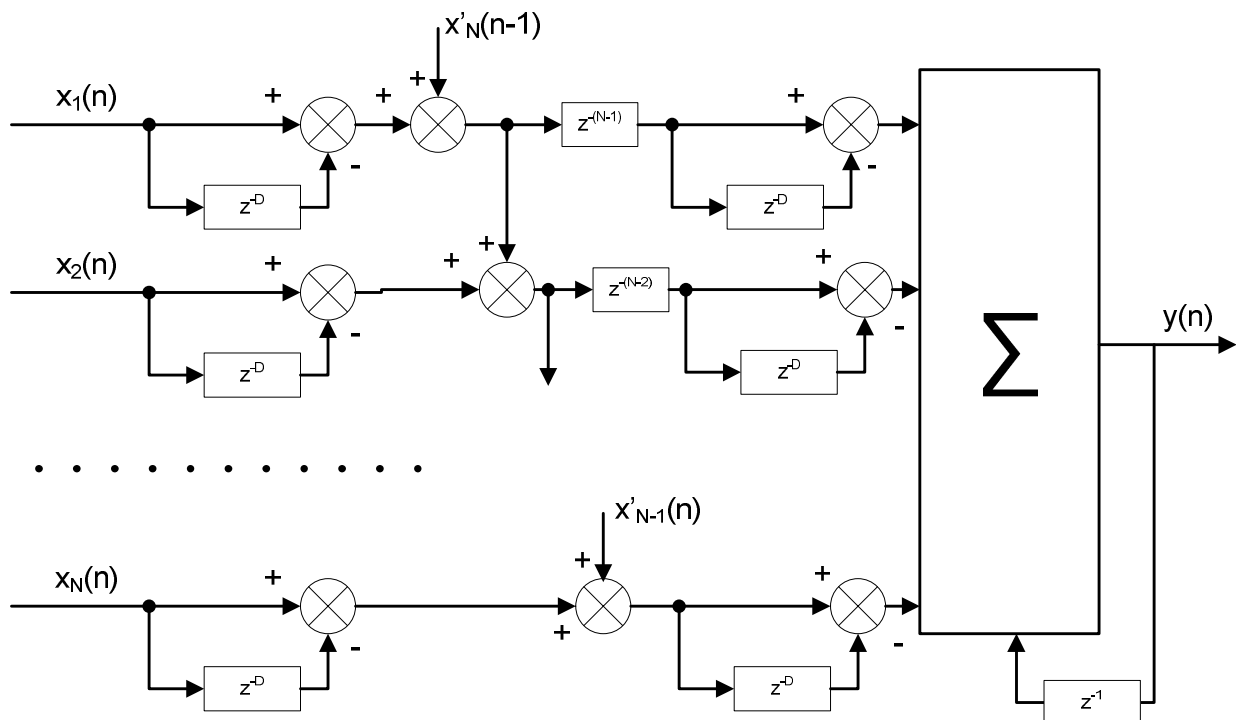 x'N(n-1)
x1(n)
+
+
+
z-(N-1)
+
-
-
z-D
z-D
x2(n)
+
+
+
z-(N-2)
+
-
-
z-D
z-D
Σ
y(n)
. . . . . . . . . . .
x'N-1(n)
xN(n)
+
+
+
+
-
-
z-D
z-D
z-1